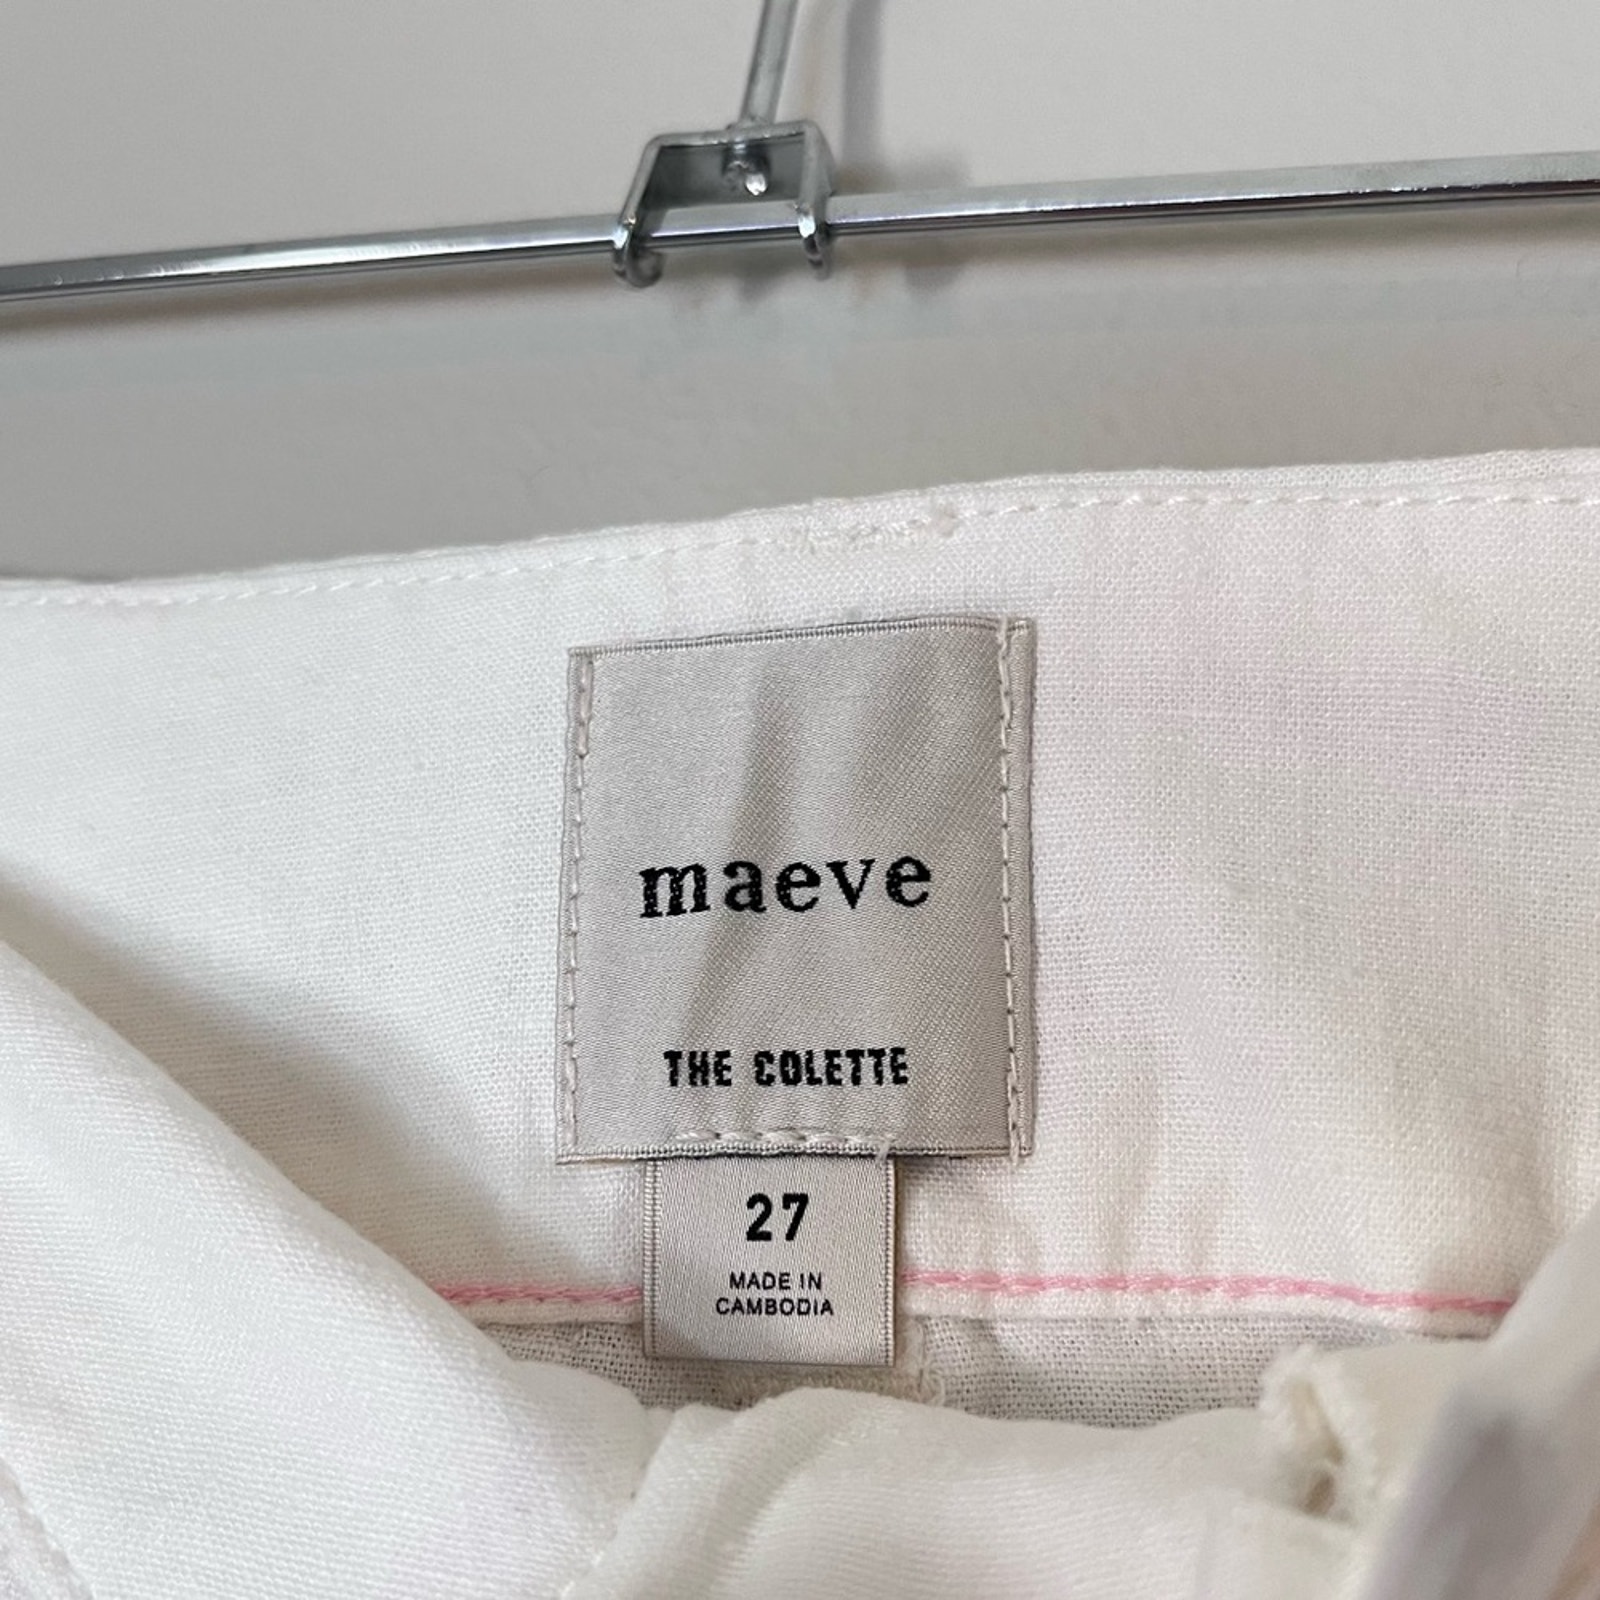 maeve
THE COLETTE
27
MADE IN
CAMBODIA